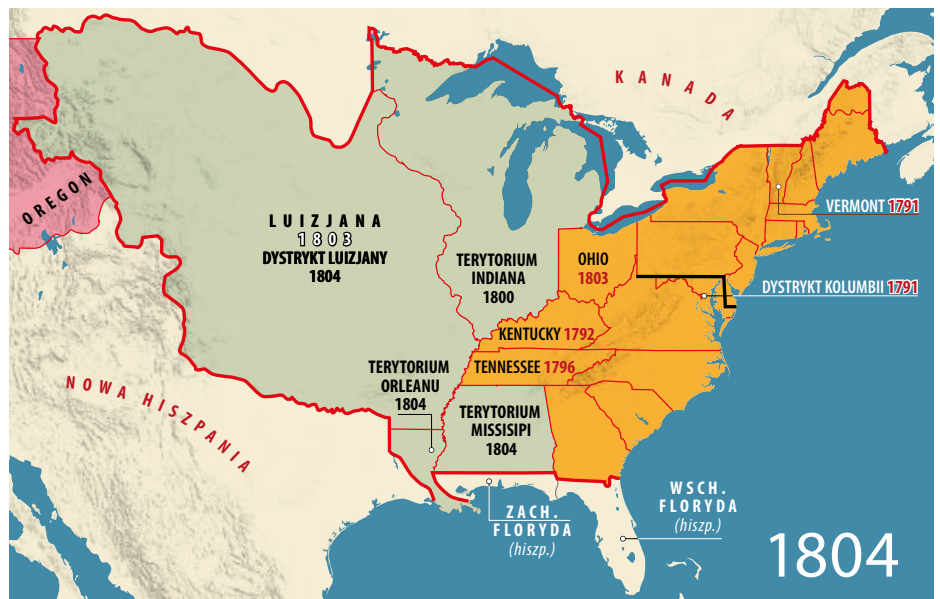 KANADA
OREGON
LUIZJANA
1803
DYSTRYKT LUIZJANY
1804
TERYTORIUM
INDIANA
1800
OHIO
1803
VERMONT 1791
DYSTRYKT KOLUMBII 1791
KENTUCKY 1792
TENNESSEE 1796
TERYTORIUM
ORLEANU
1804
TERYTORIUM
MISSISIPI
1804
NOWA HISZPANIA
ZACH.
FLORYDA
(hiszp.)
WSCH.
FLORYDA
(hiszp.)
1804